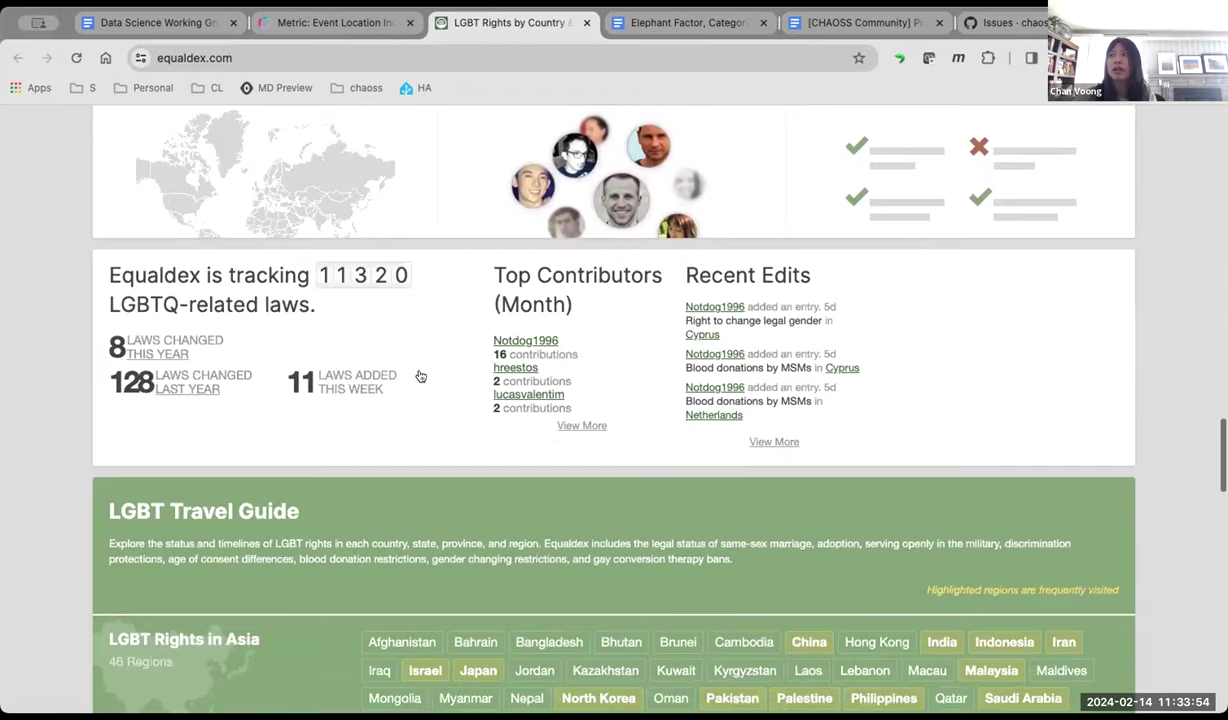 Data Science Working Gr
Metric: Event Location In
LGBT Rights by Country &
Elephant Factor, Categor
[CHAOSS Community] P
Issues · chaos
equaldex.com
Apps
S
Personal
CL
MD Preview
chaoss
HA
m
Chan Voong
Equaldex is tracking 11320
LGBTQ-related laws.
8 LAWS CHANGED
THIS YEAR
128 LAWS CHANGED
LAST YEAR
11 LAWS ADDED
THIS WEEK
Top Contributors
(Month)
Notdog1996
16 contributions
hreestos
2 contributions
lucasvalentim
2 contributions
View More
Recent Edits
Notdog1996 added an entry. 5d
Right to change legal gender in
Cyprus
Notdog1996 added an entry. 5d
Blood donations by MSMs in Cyprus
Notdog1996 added an entry. 5d
Blood donations by MSMs in
Netherlands
View More
LGBT Travel Guide
Explore the status and timelines of LGBT rights in each country, state, province, and region. Equaldex includes the legal status of same-sex marriage, adoption, serving openly in the military, discrimination
protections, age of consent differences, blood donation restrictions, gender changing restrictions, and gay conversion therapy bans.
Highlighted regions are frequently visited
LGBT Rights in Asia
46 Regions
Afghanistan Bahrain Bangladesh Bhutan Brunei Cambodia China Hong Kong India Indonesia Iran
Iraq Israel Japan Jordan Kazakhstan Kuwait Kyrgyzstan Laos Lebanon Macau Malaysia Maldives
Mongolia Myanmar Nepal North Korea Oman Pakistan Palestine Philippines Qatar Saudi Arabia
2024-02-14 11:33:54